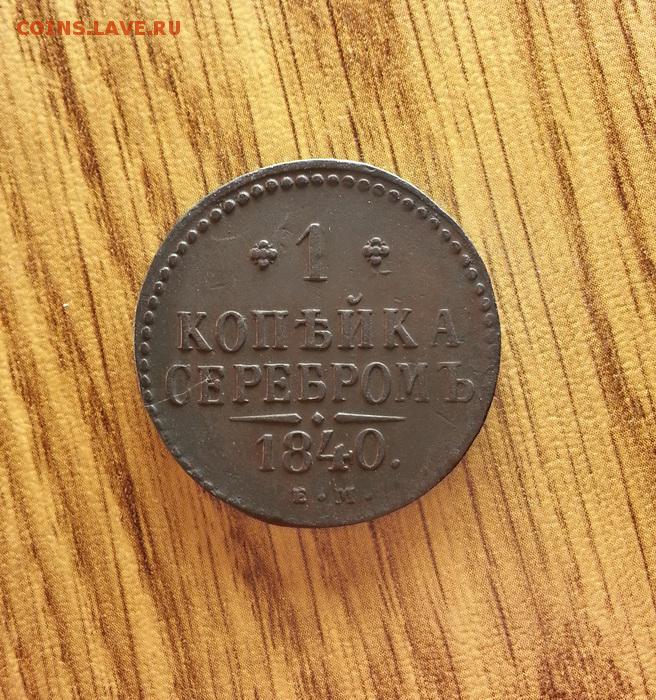 COINS.LAVE.RU
1
КОПѢЙКА
СЕРЕБРОМЪ
1840.
Е.М.